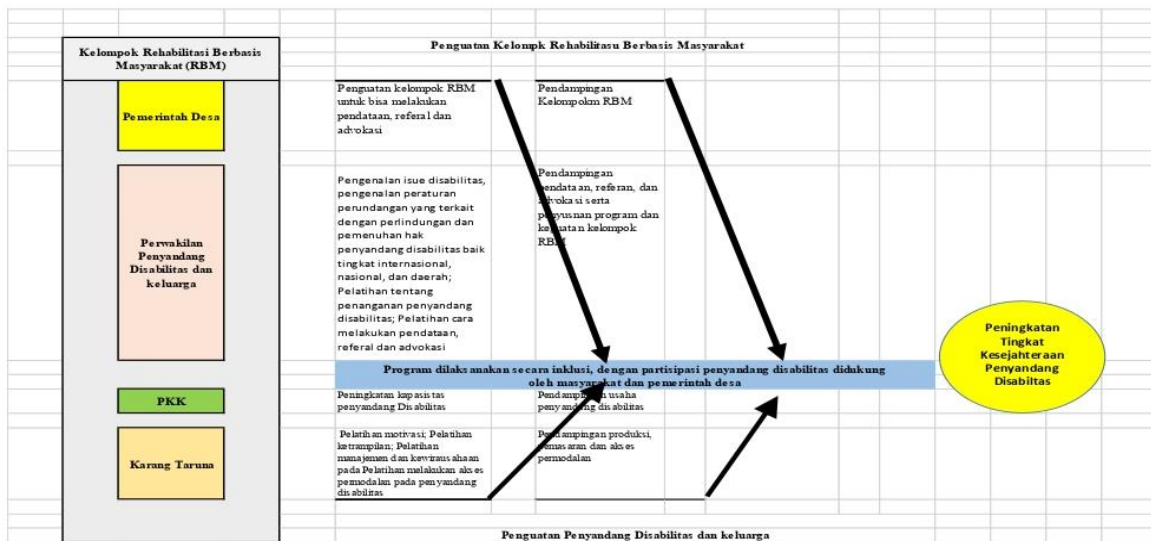 Kelompok Rehabilitasi Berbasis
Masyarakat (RBM)
Pemerintah Desa
Perwakilan
Penyandang
Disabilitas dan
keluarga
PKK
Karang Taruna
Penguatan Kelompk Rehabilitasu Berbasis Masyarakat
Penguatan kelompok RBM
untuk bisa melakukan
pendataan, referal dan
advokasi
Pendampingan
Kelompokm RBM
Pengenalan isue disabilitas,
pengenalan peraturan
perundangan yang terkait
dengan perlindungan dan
pemenuhan hak
penyandang disabilitas baik
tingkat internasional,
nasional, dan daerah;
Pelatihan tentang
penanganan penyandang
disabilitas; Pelatihan cara
melakukan pendataan,
referal dan advokasi
Pendampingan
pendataan, referan, dan
advokasi serta
penyusnan program dan
keguatan kelompok
RBM
Program dilaksanakan secara inklusi, dengan partisipasi penyandang disabilitas didukung
oleh masyarakat dan pemerintah desa
Peningkatan kapasistas
penyandang Disabilitas
Pendampingan usaha
penyandang disabilitas
Pelatihan motivasi; Pelatihan
ketrampilan; Pelatihan
manajemen dan kewirausahaan
pada Pelatihan melakukan akses
permodalan pada penyandang
disabilitas
Pendampingan produksi,
pemasaran dan akses
permodalan
Penguatan Penyandang Disabilitas dan keluarga
Peningkatan
Tingkat
Kesejahteraan
Penyandang
Disabiltas